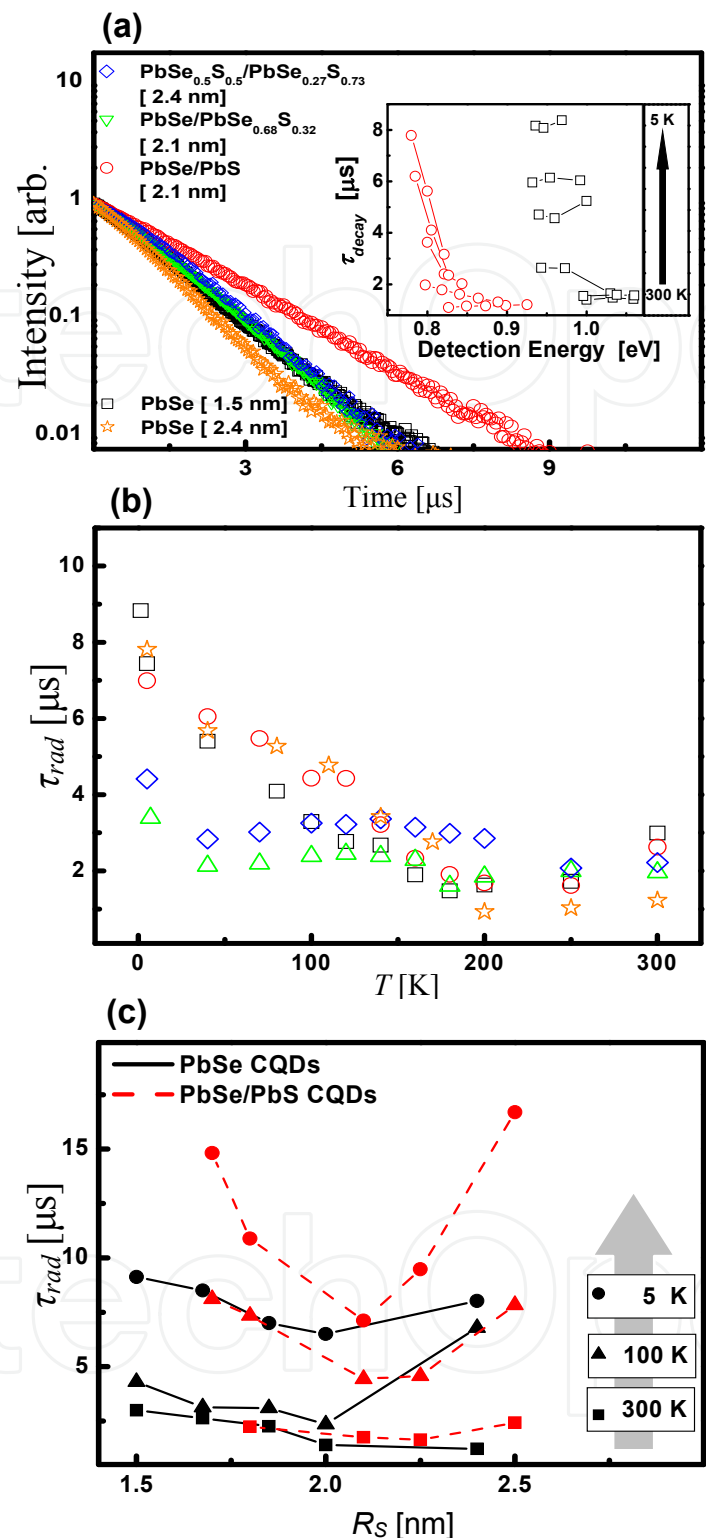 (a)
10
1
0.1
0.01
Intensity [arb.]
PbSe0.5S0.5/PbSe0.27S0.73
[ 2.4 nm]
PbSe/PbSe0.68S0.32
[ 2.1 nm]
PbSe/PbS
[ 2.1 nm]
PbSe [ 1.5 nm]
PbSe [ 2.4 nm]
8
6
4
2
τdecay [μs]
0.8 0.9 1.0
Detection Energy [eV]
5 K
300 K
3 6 9
Time [μs]
(b)
10
8
6
4
2
τrad [μs]
0 50 100 150 200 250 300
T [K]
(c)
PbSe CQDs
PbSe/PbS CQDs
15
10
5
τrad [μs]
5 K
100 K
300 K
1.5 2.0 2.5
RS [nm]